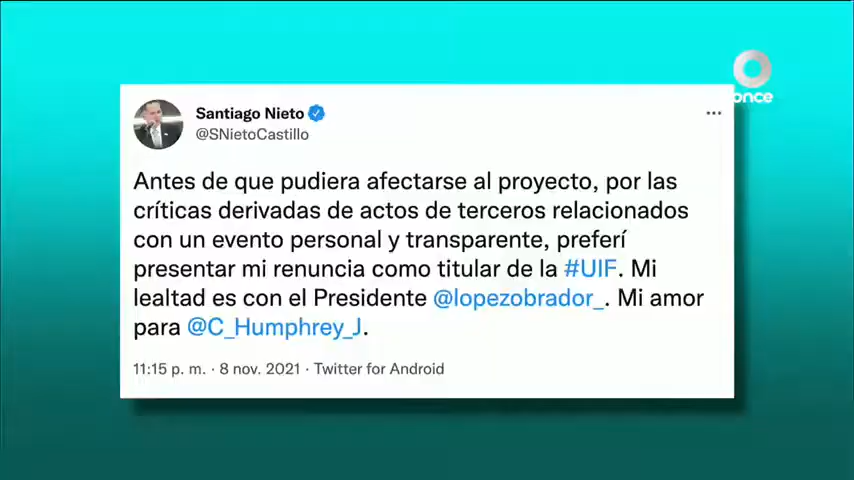 once
Santiago Nieto
@SNietoCastillo
Antes de que pudiera afectarse al proyecto, por las
críticas derivadas de actos de terceros relacionados
con un evento personal y transparente, preferí
presentar mi renuncia como titular de la #UIF. Mi
lealtad es con el Presidente @lopezobrador_. Mi amor
para @C_Humphrey_J.
11:15 p. m. · 8 nov. 2021 · Twitter for Android